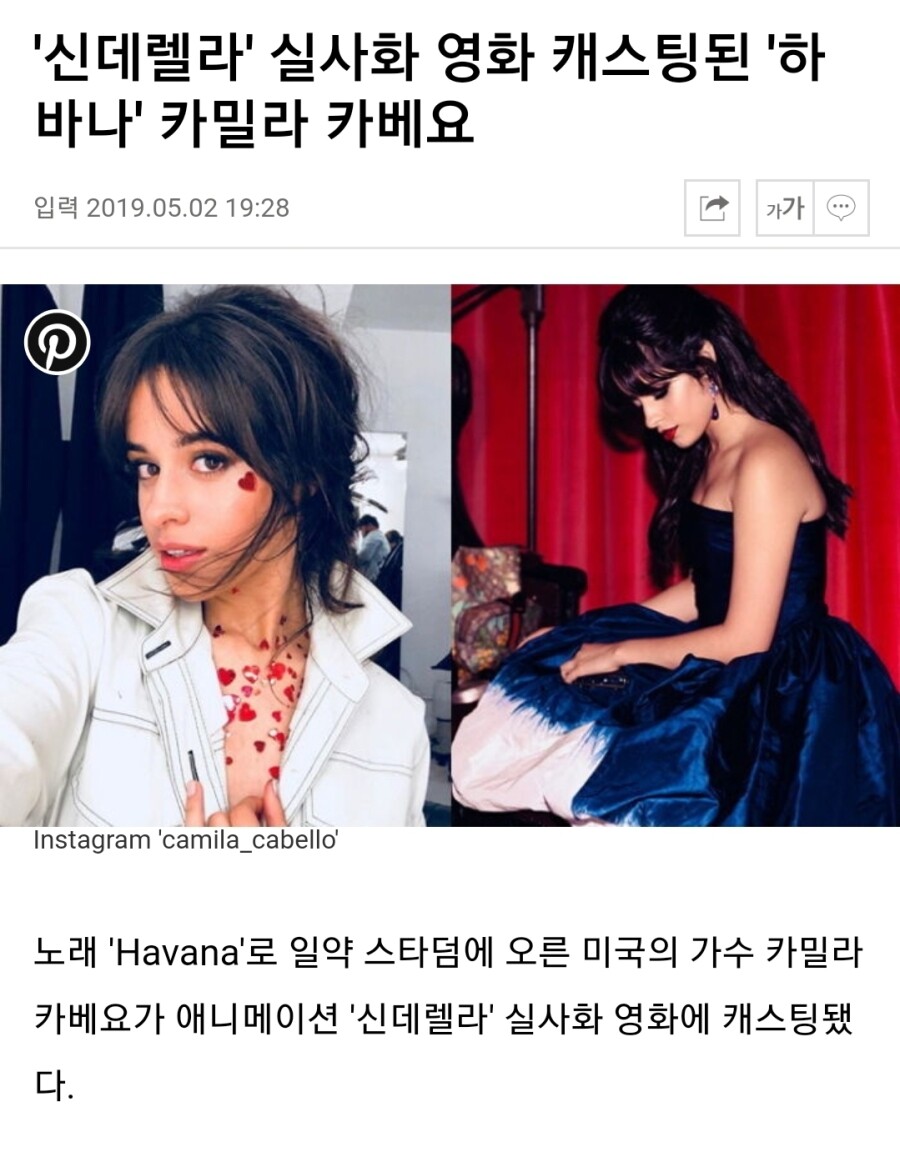 '신데렐라' 실사화 영화 캐스팅된 '하
바나' 카밀라 카베요
입력 2019.05.02 19:28
가가
Instagram 'camila_cabello'
노래 'Havana'로 일약 스타덤에 오른 미국의 가수 카밀라
카베요가 애니메이션 '신데렐라' 실사화 영화에 캐스팅됐
다.